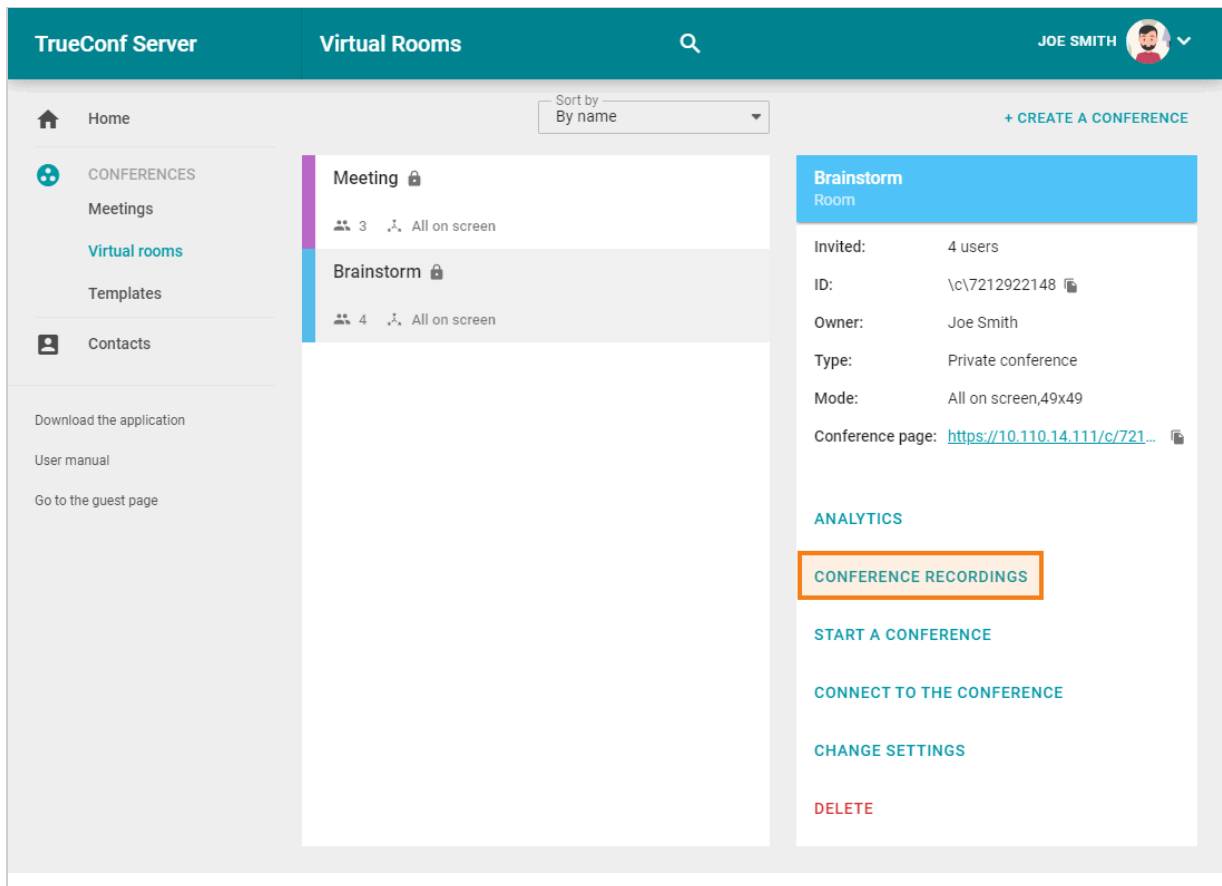 TrueConf Server
Virtual Rooms
JOE SMITH
Home
CONFERENCES
Meetings
Virtual rooms
Templates
Contacts
Download the application
User manual
Go to the guest page
Sort by
By name
+ CREATE A CONFERENCE
Meeting
3 All on screen
Brainstorm
4 All on screen
Brainstorm
Room
Invited: 4 users
ID: \c\7212922148
Owner: Joe Smith
Type: Private conference
Mode: All on screen,49x49
Conference page: https://10.110.14.111/c/721...
ANALYTICS
CONFERENCE RECORDINGS
START A CONFERENCE
CONNECT TO THE CONFERENCE
CHANGE SETTINGS
DELETE